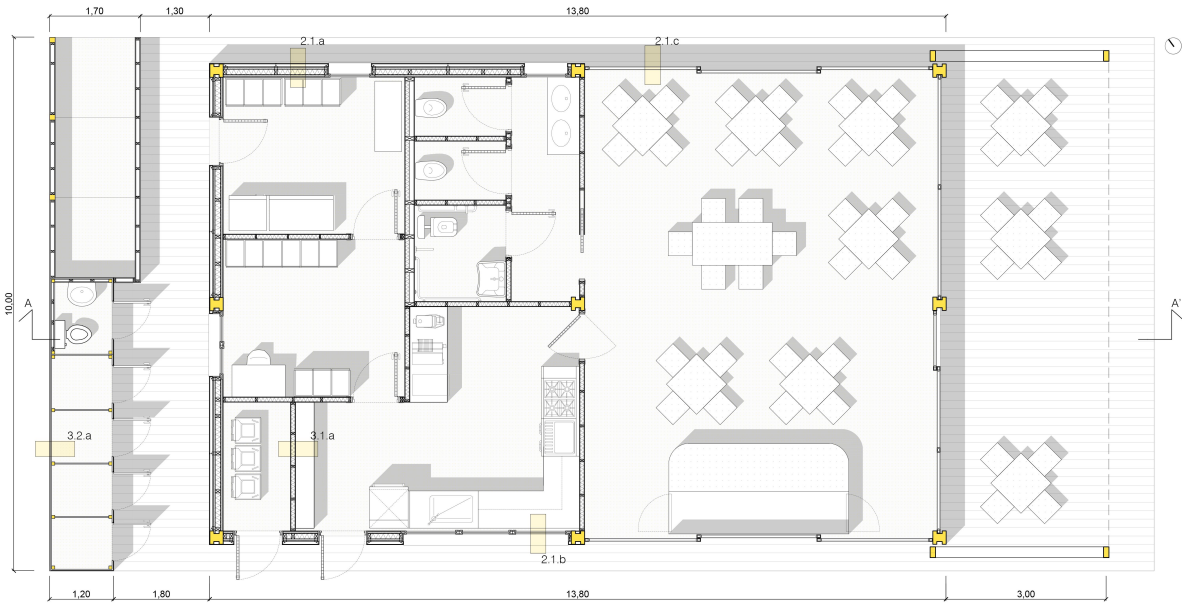 1,70
1,30
13,80
2.1.a
2.1.c
10,00
A
A'
3.2.a
3.1.a
2.1.b
1,20
1,80
13,80
3,00